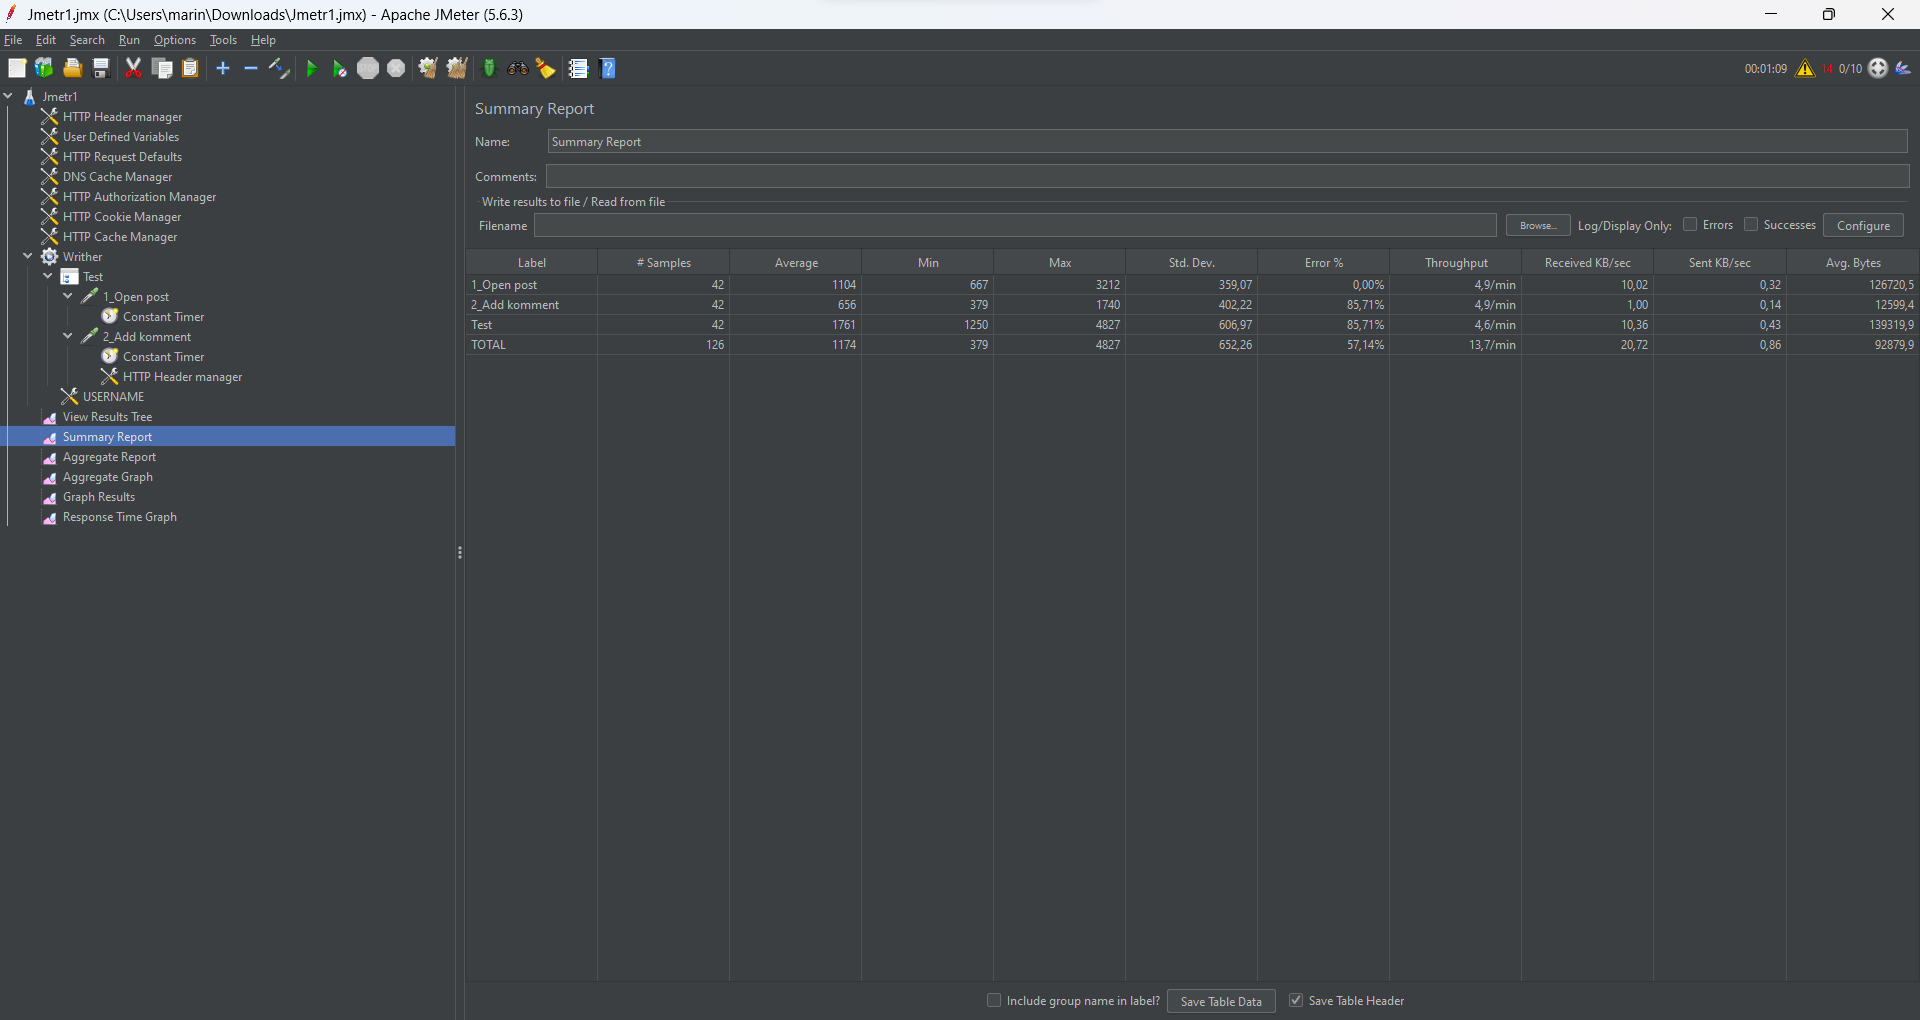 Jmetr1.jmx (C:\Users\marin\Downloads\Jmetr1.jmx) - Apache JMeter (5.6.3)
File Edit Search Run Options Tools Help
00:01:09 14 0/10
Jmetr1
HTTP Header manager
User Defined Variables
HTTP Request Defaults
DNS Cache Manager
HTTP Authorization Manager
HTTP Cookie Manager
HTTP Cache Manager
Writher
Test
1_Open post
Constant Timer
2_Add komment
Constant Timer
HTTP Header manager
USERNAME
View Results Tree
Summary Report
Aggregate Report
Aggregate Graph
Graph Results
Response Time Graph
Summary Report
Name: Summary Report
Comments:
Write results to file / Read from file
Filename Browse... Log/Display Only: Errors Successes Configure
Label # Samples Average Min Max Std. Dev. Error % Throughput Received KB/sec Sent KB/sec Avg. Bytes
1_Open post 42 1104 667 3212 359,07 0,00% 4,9/min 10,02 0,32 126720,5
2_Add komment 42 656 379 1740 402,22 85,71% 4,9/min 1,00 0,14 12599,4
Test 42 1761 1250 4827 606,97 85,71% 4,6/min 10,36 0,43 139319,9
TOTAL 126 1174 379 4827 652,26 57,14% 13,7/min 20,72 0,86 92879,9
Include group name in label? Save Table Data Save Table Header